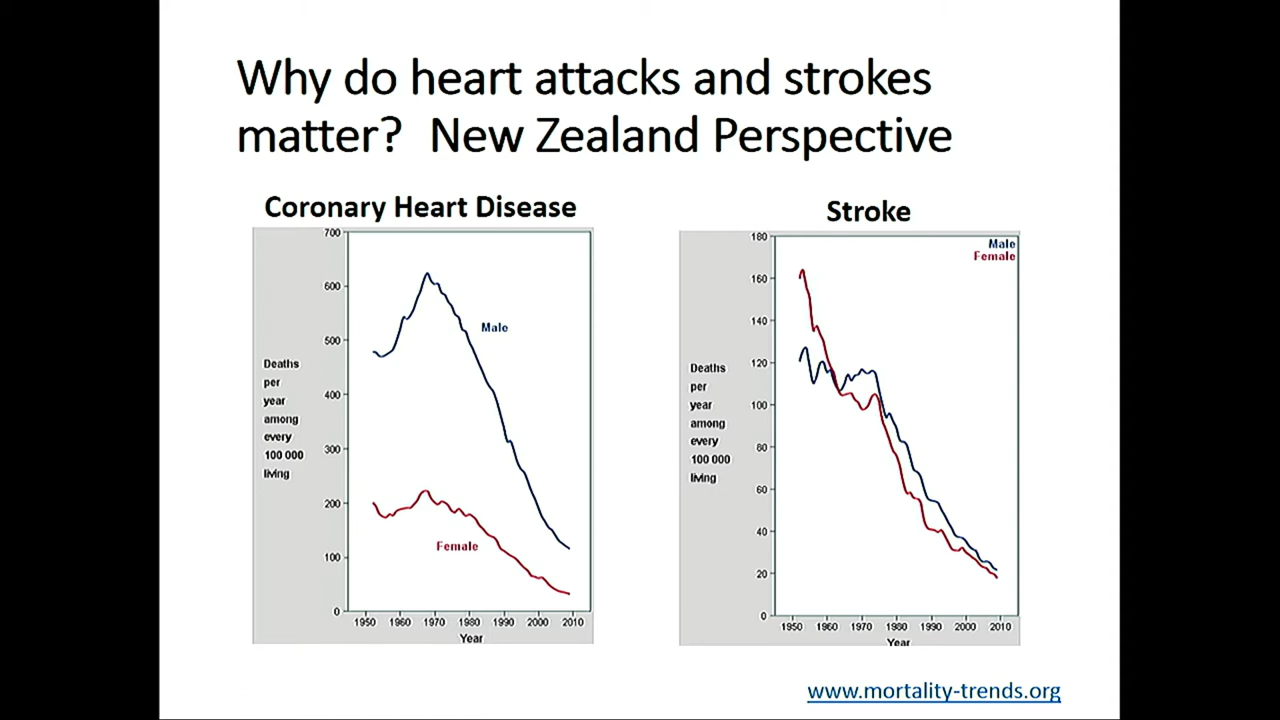 Why do heart attacks and strokes
matter? New Zealand Perspective
Coronary Heart Disease
700
600
500
400
300
200
100
0
Deaths
per
year
among
every
100 000
living
Male
Female
1950 1960 1970 1980 1990 2000 2010
Year
Stroke
180
160
140
120
100
80
60
40
20
0
Deaths
per
year
among
every
100 000
living
Male
Female
1950 1960 1970 1980 1990 2000 2010
Year
www.mortality-trends.org